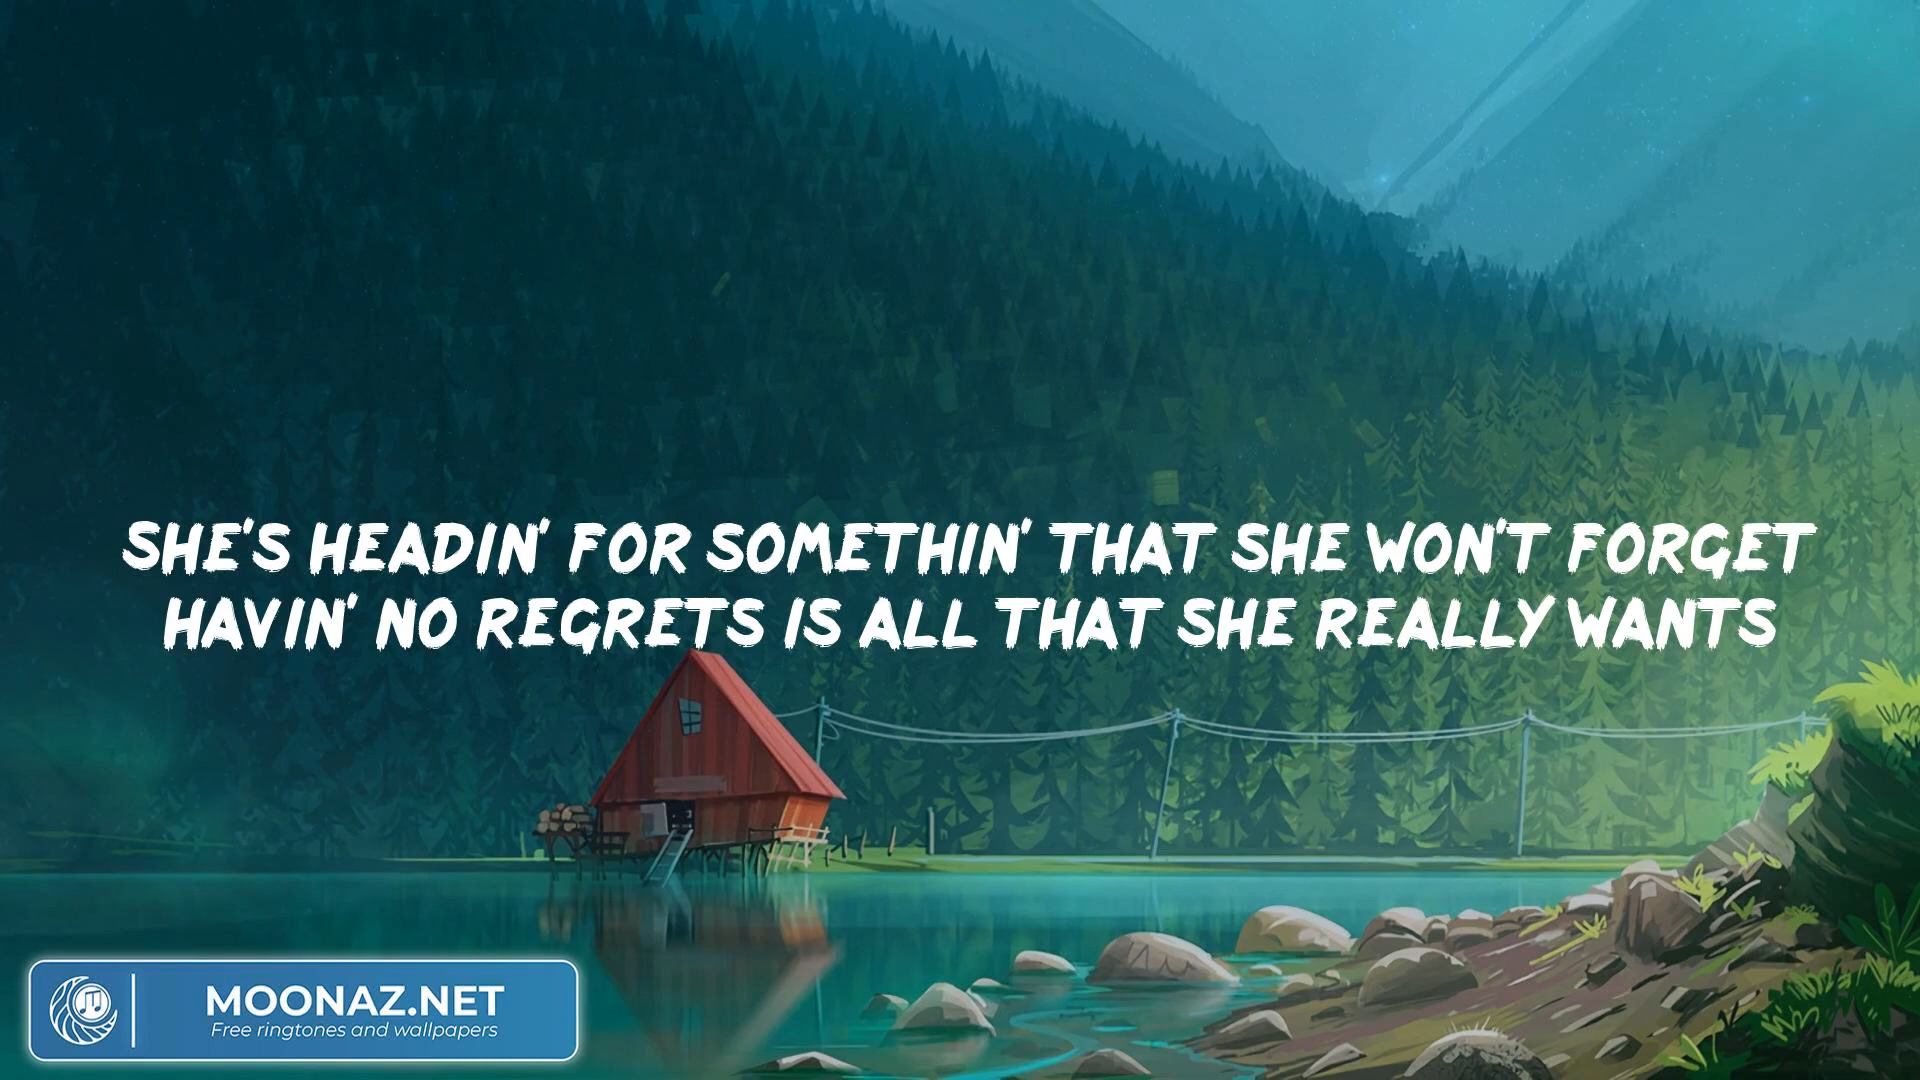 SHE'S HEADIN' FOR SOMETHIN' THAT SHE WON'T FORGET
HAVIN' NO REGRETS IS ALL THAT SHE REALLY WANTS
MOONAZ.NET
Free ringtones and wallpapers